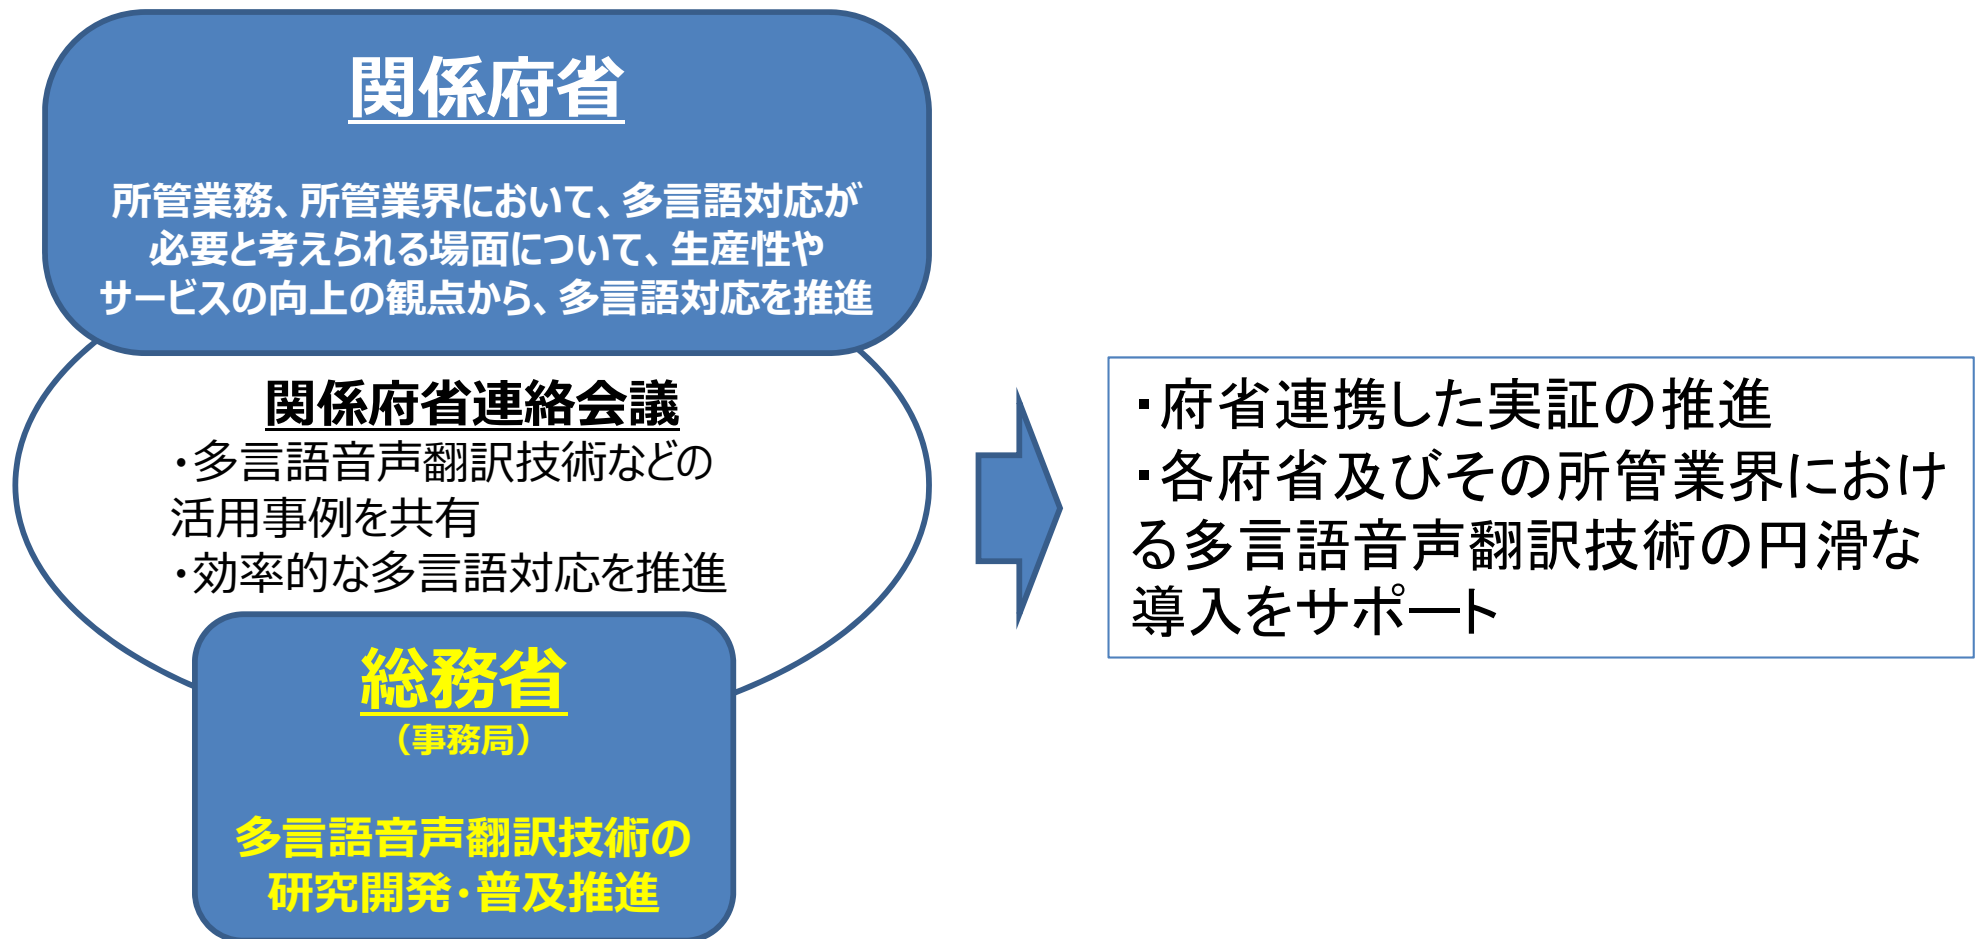 関係府省
所管業務、所管業界において、多言語対応が
必要と考えられる場面について、生産性や
サービスの向上の観点から、多言語対応を推進
関係府省連絡会議
・多言語音声翻訳技術などの
活用事例を共有
・効率的な多言語対応を推進
総務省
（事務局）
多言語音声翻訳技術の
研究開発・普及推進
・府省連携した実証の推進
・各府省及びその所管業界におけ
る多言語音声翻訳技術の円滑な
導入をサポート